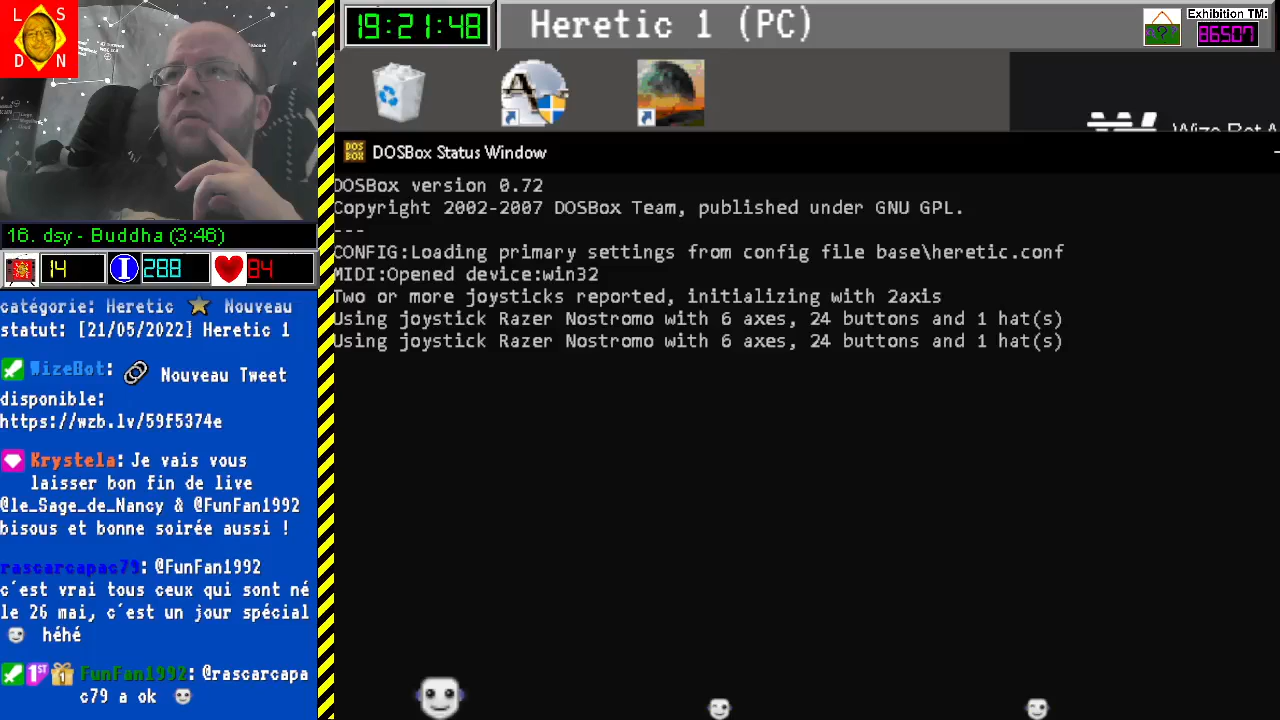 L S
D N
19:21:48
Heretic 1 (PC)
Exhibition TM:
86507
DOSBox Status Window
DOSBox version 0.72
Copyright 2002-2007 DOSBox Team, published under GNU GPL.
---
CONFIG:Loading primary settings from config file base\heretic.conf
MIDI:Opened device:win32
Two or more joysticks reported, initializing with 2axis
Using joystick Razer Nostromo with 6 axes, 24 buttons and 1 hat(s)
Using joystick Razer Nostromo with 6 axes, 24 buttons and 1 hat(s)
16. dsy - Buddha (3:46)
14
288
84
catégorie: Heretic ⭐ Nouveau
statut: [21/05/2022] Heretic 1
WizeBot: Nouveau Tweet
disponible:
https://wzb.lv/59f5374e
Krystela: Je vais vous
laisser bon fin de live
@le_Sage_de_Nancy & @FunFan1992
bisous et bonne soirée aussi !
rascarcapac79: @FunFan1992
c´est vrai tous ceux qui sont né
le 26 mai, c´est un jour spécial
héhé
1ST 1 FunFan1992: @rascarcapa
c79 a ok